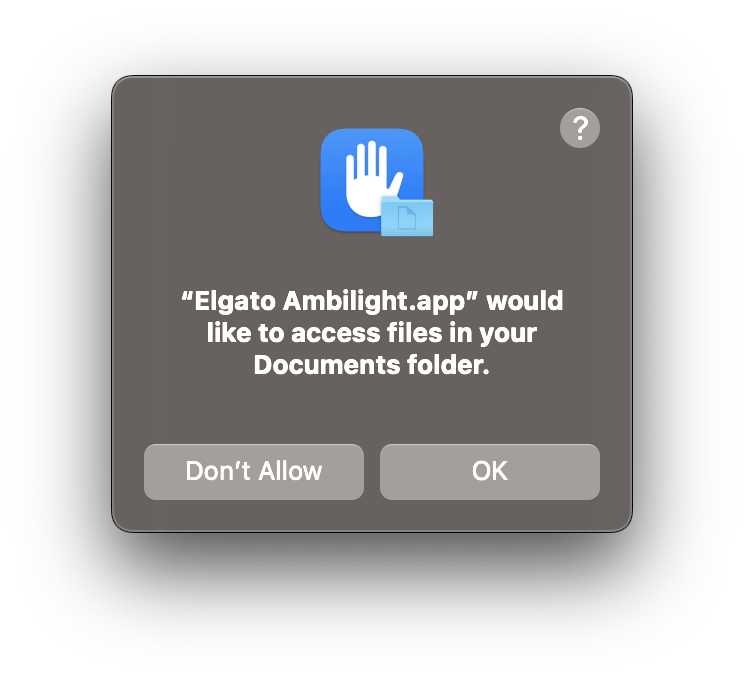 ?
“Elgato Ambilight.app” would
like to access files in your
Documents folder.
Don’t Allow
OK